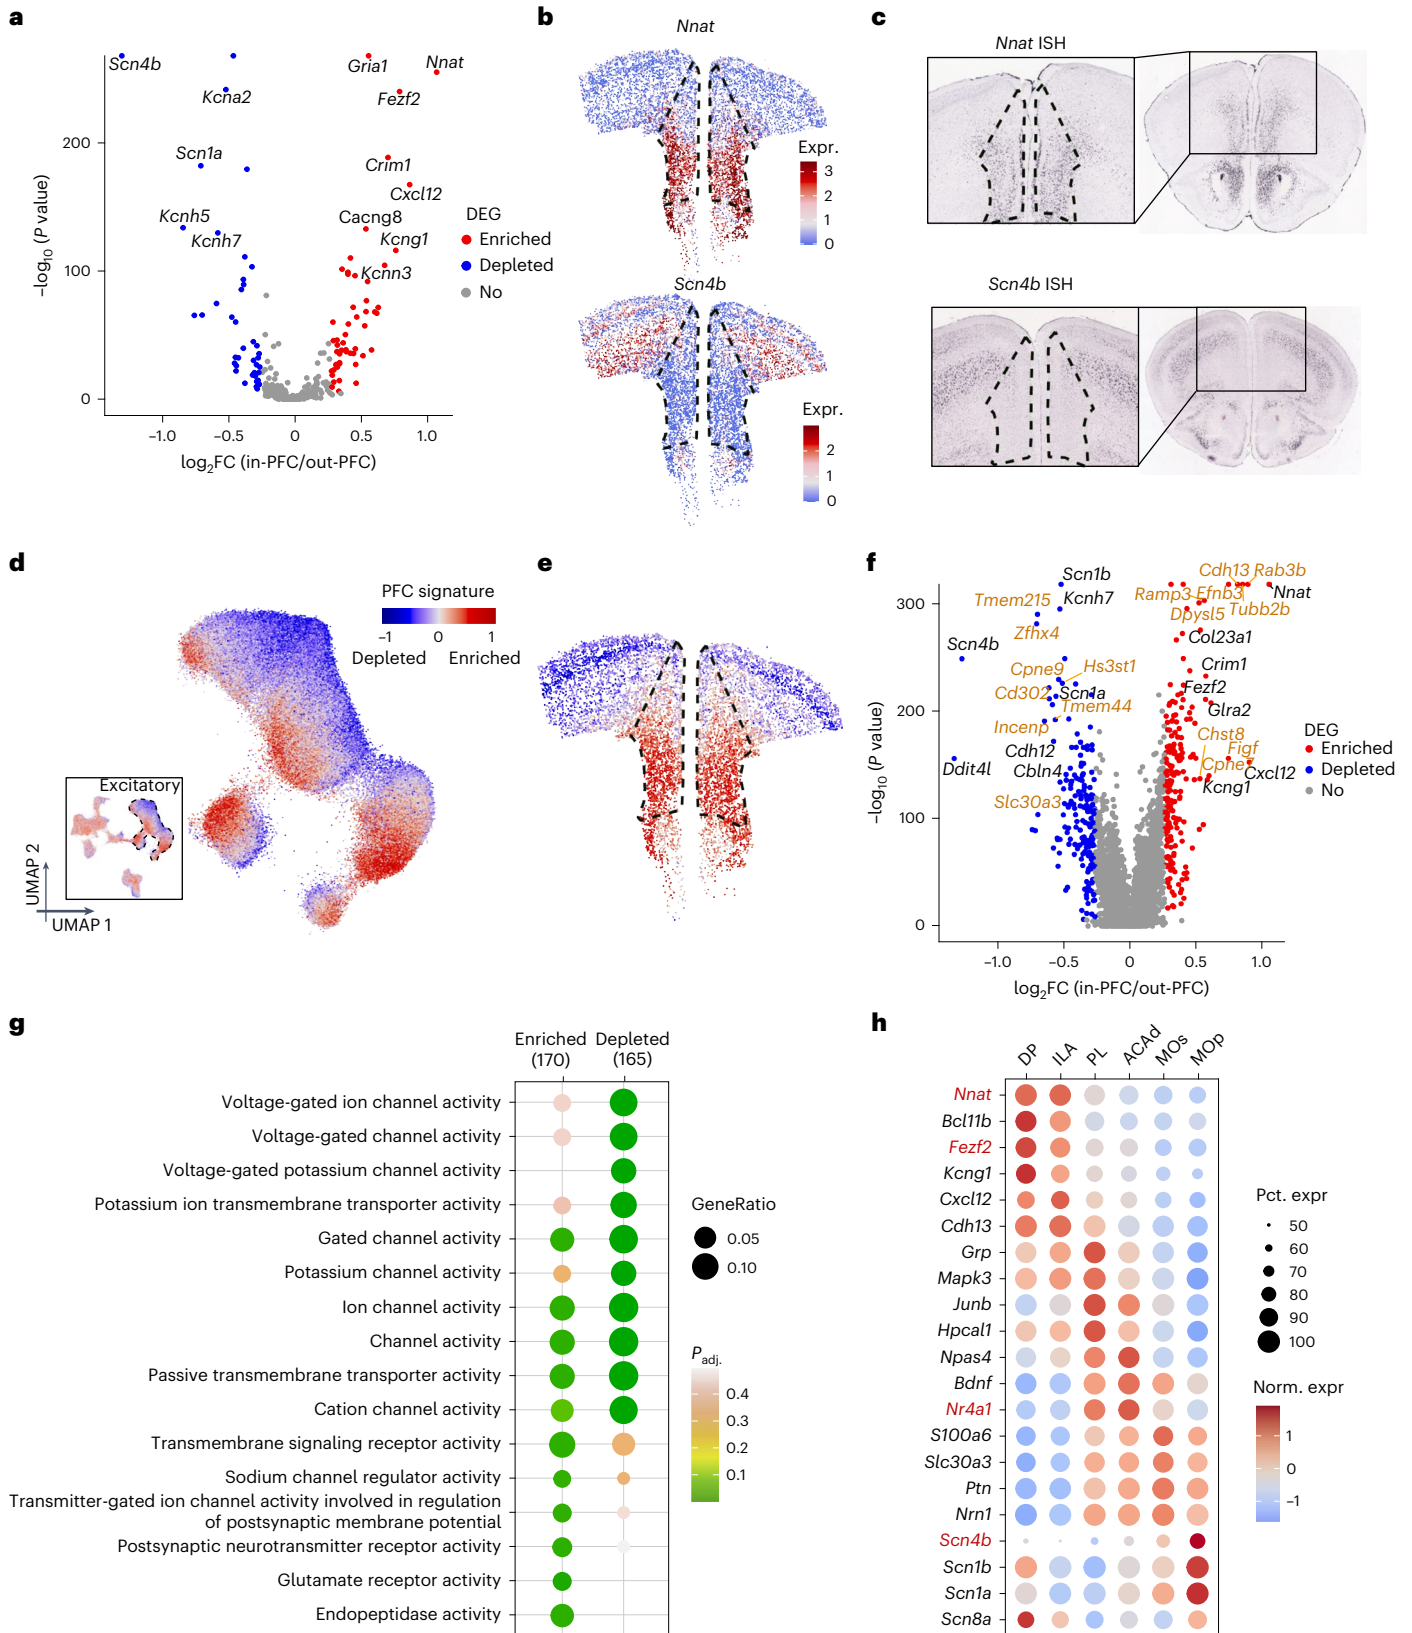 a
Scn4b
Kcna2
Scn1a
Kcnh5
Kcnh7
Gria1
Nnat
Fezf2
Crim1
Cxcl12
Cacng8
Kcng1
Kcnn3
200
100
0
–log10 (P value)
–1.0 –0.5 0 0.5 1.0
log2FC (in-PFC/out-PFC)
DEG
Enriched
Depleted
No
b
Nnat
Expr.
3
2
1
0
Scn4b
Expr.
2
1
0
c
Nnat ISH
Scn4b ISH
d
PFC signature
–1 0 1
Depleted Enriched
Excitatory
UMAP 2
UMAP 1
e
f
Scn1b
Kcnh7
Tmem215
Zfhx4
Scn4b
Cpne9
Hs3st1
Cd302
Scn1a
Tmem44
Incenp
Cdh12
Ddit4l
Cbln4
Slc30a3
Cdh13
Rab3b
Ramp3
Efnb3
Nnat
Dpysl5
Tubb2b
Col23a1
Crim1
Fezf2
Glra2
Chst8
Figf
Cpne7
Cxcl12
Kcng1
300
200
100
0
–log10 (P value)
–1.0 –0.5 0 0.5 1.0
log2FC (in-PFC/out-PFC)
DEG
Enriched
Depleted
No
g
Enriched Depleted
(170) (165)
Voltage-gated ion channel activity
Voltage-gated channel activity
Voltage-gated potassium channel activity
Potassium ion transmembrane transporter activity
Gated channel activity
Potassium channel activity
Ion channel activity
Channel activity
Passive transmembrane transporter activity
Cation channel activity
Transmembrane signaling receptor activity
Sodium channel regulator activity
Transmitter-gated ion channel activity involved in regulation
of postsynaptic membrane potential
Postsynaptic neurotransmitter receptor activity
Glutamate receptor activity
Endopeptidase activity
GeneRatio
0.05
0.10
Padj.
0.4
0.3
0.2
0.1
h
DP ILA PL ACAd MOs MOp
Nnat
Bcl11b
Fezf2
Kcng1
Cxcl12
Cdh13
Grp
Mapk3
Junb
Hpcal1
Npas4
Bdnf
Nr4a1
S100a6
Slc30a3
Ptn
Nrn1
Scn4b
Scn1b
Scn1a
Scn8a
Pct. expr
50
60
70
80
90
100
Norm. expr
1
0
–1